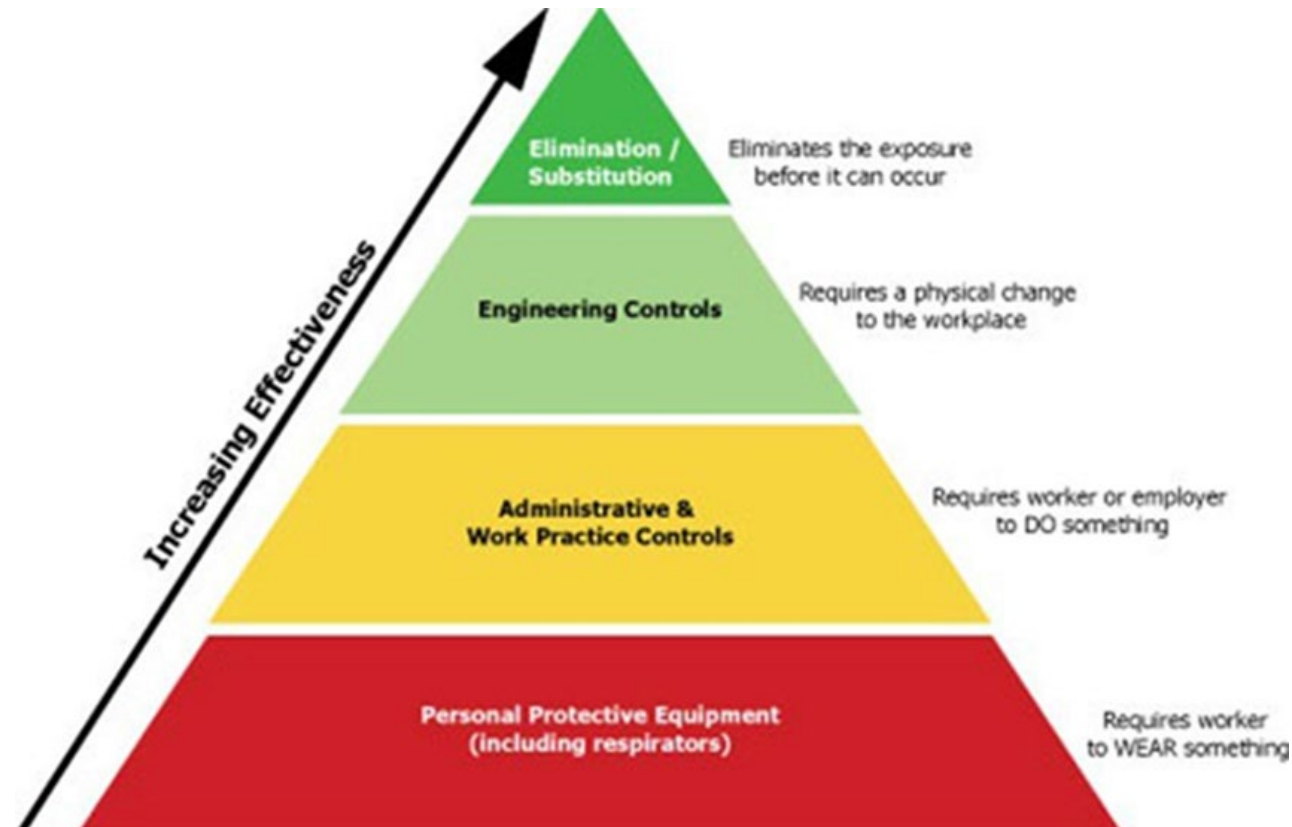 Increasing Effectiveness
Elimination /
Substitution
Eliminates the exposure
before it can occur
Engineering Controls
Requires a physical change
to the workplace
Administrative &
Work Practice Controls
Requires worker or employer
to DO something
Personal Protective Equipment
(including respirators)
Requires worker
to WEAR something